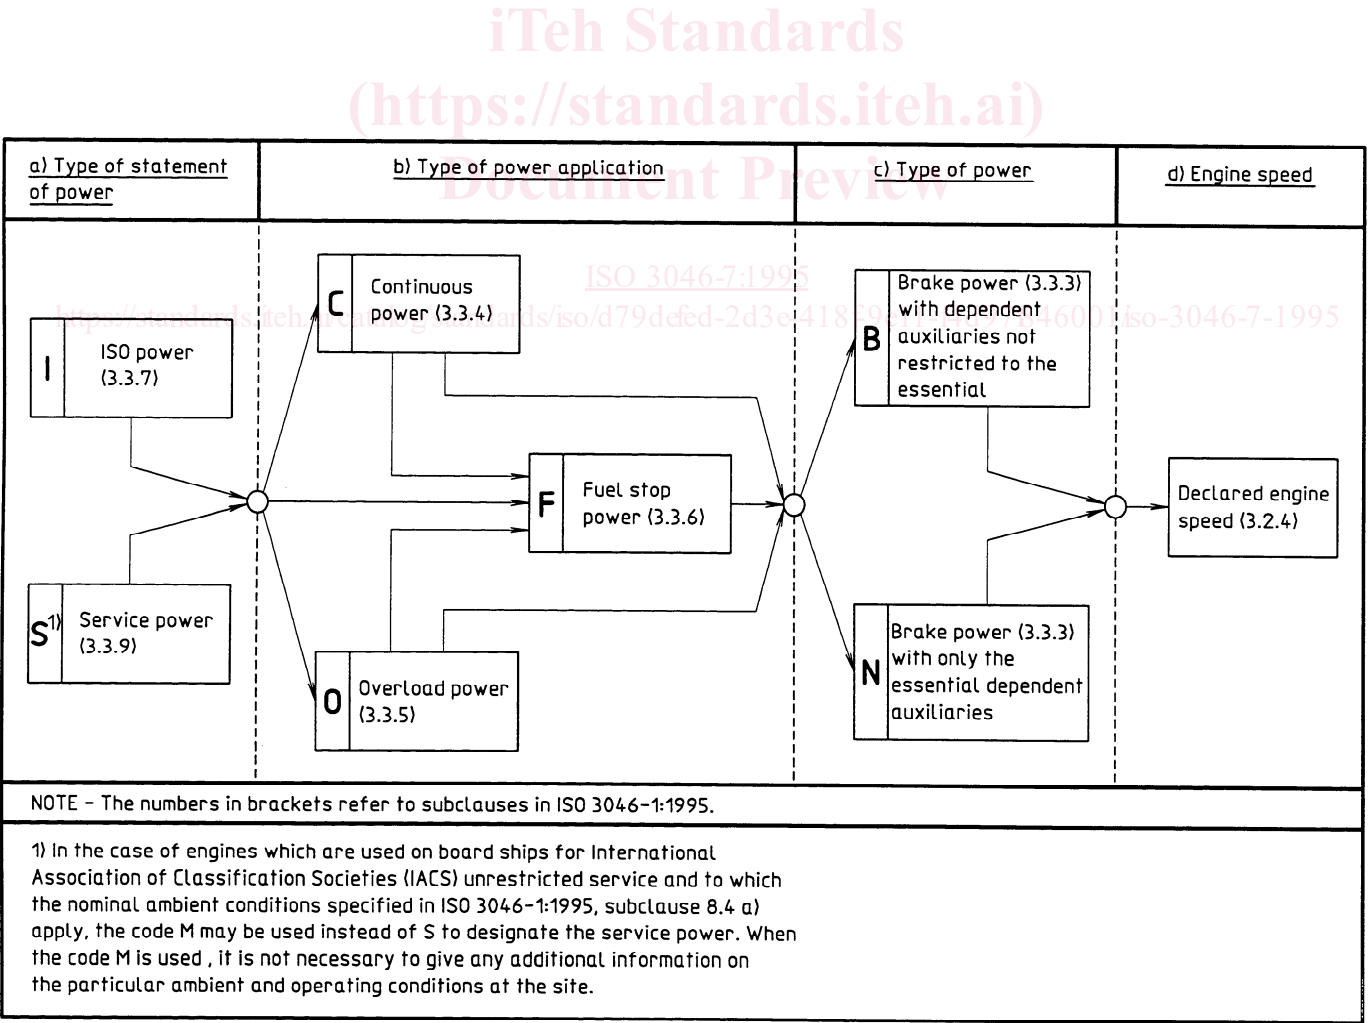 iTeh Standards
(https://standards.iteh.ai)
Document Preview
a) Type of statement
of power
b) Type of power application
c) Type of power
d) Engine speed
ISO 3046-7:1995
I
ISO power
(3.3.7)
S 1)
Service power
(3.3.9)
C
Continuous
power (3.3.4)
F
Fuel stop
power (3.3.6)
O
Overload power
(3.3.5)
B
Brake power (3.3.3)
with dependent
auxiliaries not
restricted to the
essential
N
Brake power (3.3.3)
with only the
essential dependent
auxiliaries
Declared engine
speed (3.2.4)
NOTE - The numbers in brackets refer to subclauses in ISO 3046-1:1995.
1) In the case of engines which are used on board ships for International
Association of Classification Societies (IACS) unrestricted service and to which
the nominal ambient conditions specified in ISO 3046-1:1995, subclause 8.4 a)
apply, the code M may be used instead of S to designate the service power. When
the code M is used , it is not necessary to give any additional information on
the particular ambient and operating conditions at the site.